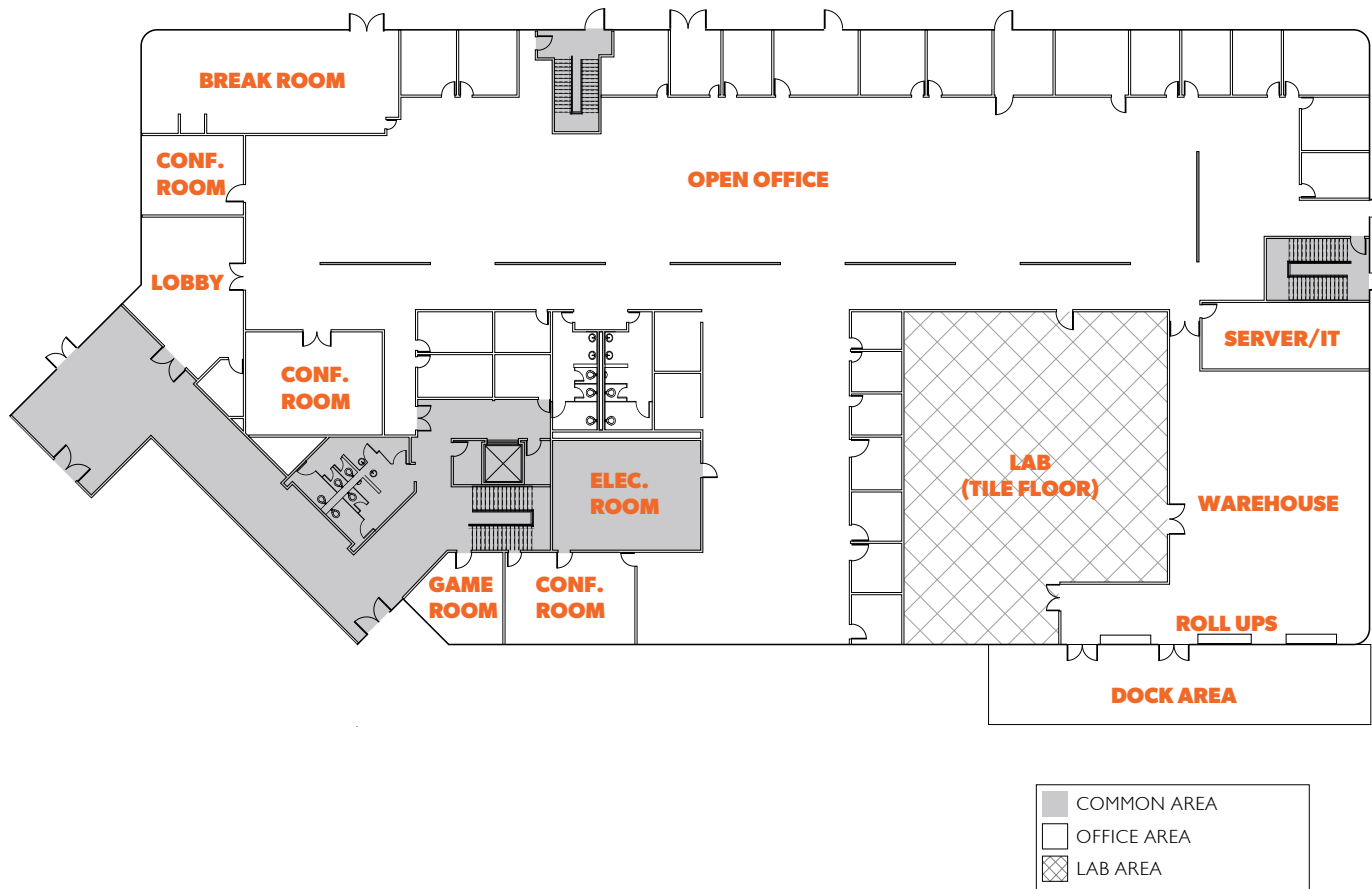 BREAK ROOM
CONF.
ROOM
OPEN OFFICE
LOBBY
SERVER/IT
CONF.
ROOM
LAB
(TILE FLOOR)
ELEC.
ROOM
WAREHOUSE
GAME
ROOM
CONF.
ROOM
ROLL UPS
DOCK AREA
COMMON AREA
OFFICE AREA
LAB AREA